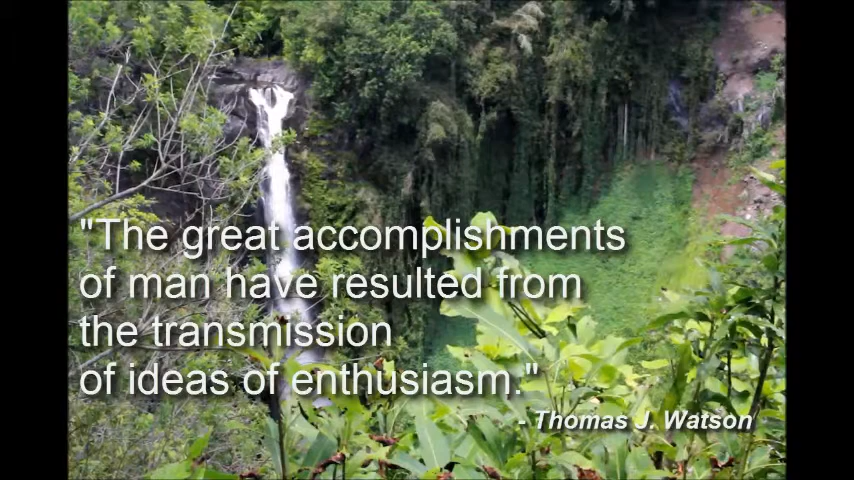 "The great accomplishments
of man have resulted from
the transmission
of ideas of enthusiasm."
- Thomas J. Watson